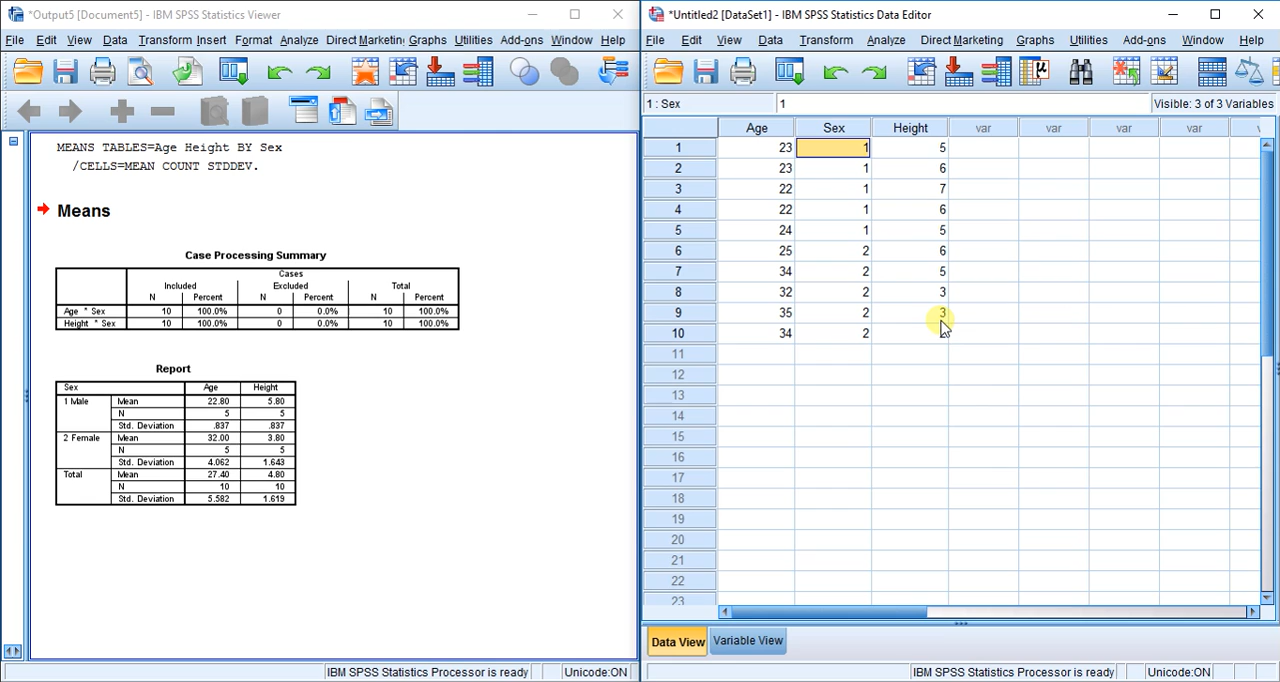 *Output5 [Document5] - IBM SPSS Statistics Viewer
File Edit View Data Transform Insert Format Analyze Direct Marketing Graphs Utilities Add-ons Window Help
MEANS TABLES=Age Height BY Sex
/CELLS=MEAN COUNT STDDEV.
Means
Case Processing Summary
Cases
Included Excluded Total
N Percent N Percent N Percent
Age * Sex 10 100.0% 0 0.0% 10 100.0%
Height * Sex 10 100.0% 0 0.0% 10 100.0%
Report
Sex Age Height
1 Male Mean 22.80 5.80
N 5 5
Std. Deviation .837 .837
2 Female Mean 32.00 3.80
N 5 5
Std. Deviation 4.062 1.643
Total Mean 27.40 4.80
N 10 10
Std. Deviation 5.582 1.619
IBM SPSS Statistics Processor is ready Unicode:ON
*Untitled2 [DataSet1] - IBM SPSS Statistics Data Editor
File Edit View Data Transform Analyze Direct Marketing Graphs Utilities Add-ons Window Help
1 : Sex 1 Visible: 3 of 3 Variables
Age Sex Height var var var var
1 23 1 5
2 23 1 6
3 22 1 7
4 22 1 6
5 24 1 5
6 25 2 6
7 34 2 5
8 32 2 3
9 35 2 3
10 34 2
11
12
13
14
15
16
17
18
19
20
21
22
23
Data View Variable View
IBM SPSS Statistics Processor is ready Unicode:ON